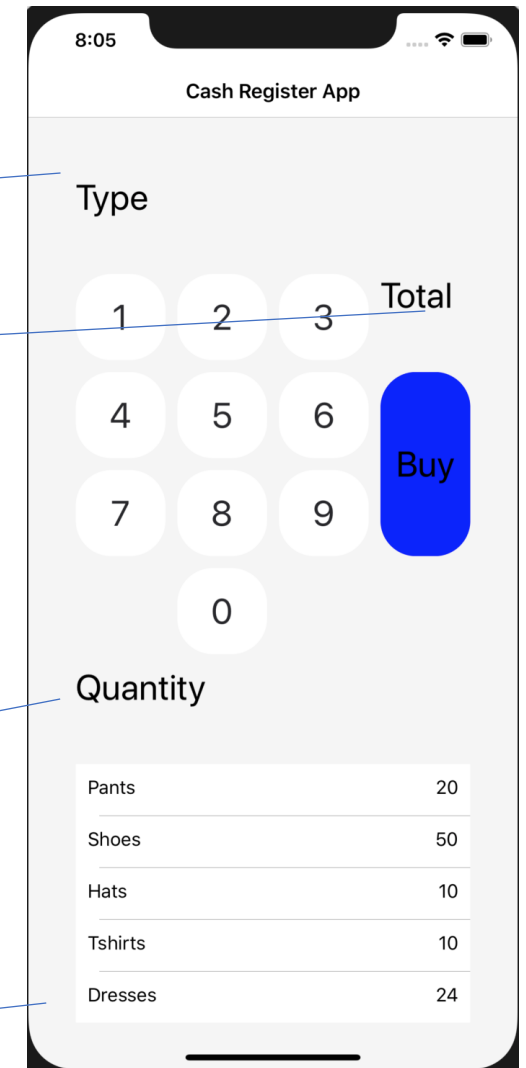 8:05
Cash Register App
Type
Total
1 2 3
4 5 6
Buy
7 8 9
0
Quantity
Pants 20
Shoes 50
Hats 10
Tshirts 10
Dresses 24